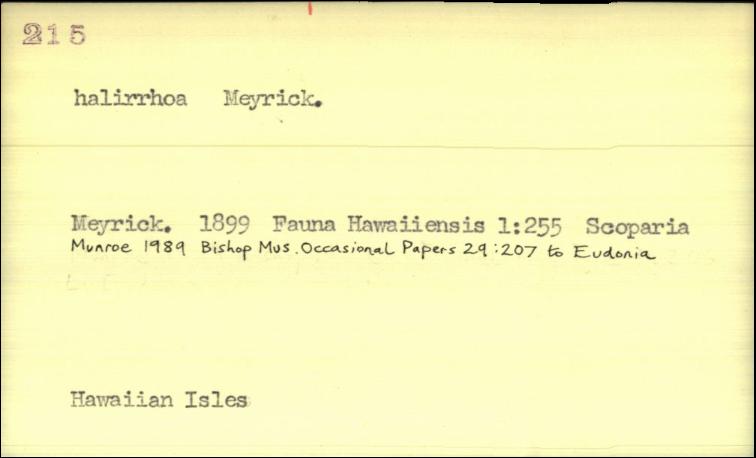 215
halirrhoa Meyrick.
Meyrick. 1899 Fauna Hawaiiensis 1:255 Scoparia
Munroe 1989 Bishop Mus. Occasional Papers 29:207 to Eudonia
Hawaiian Isles